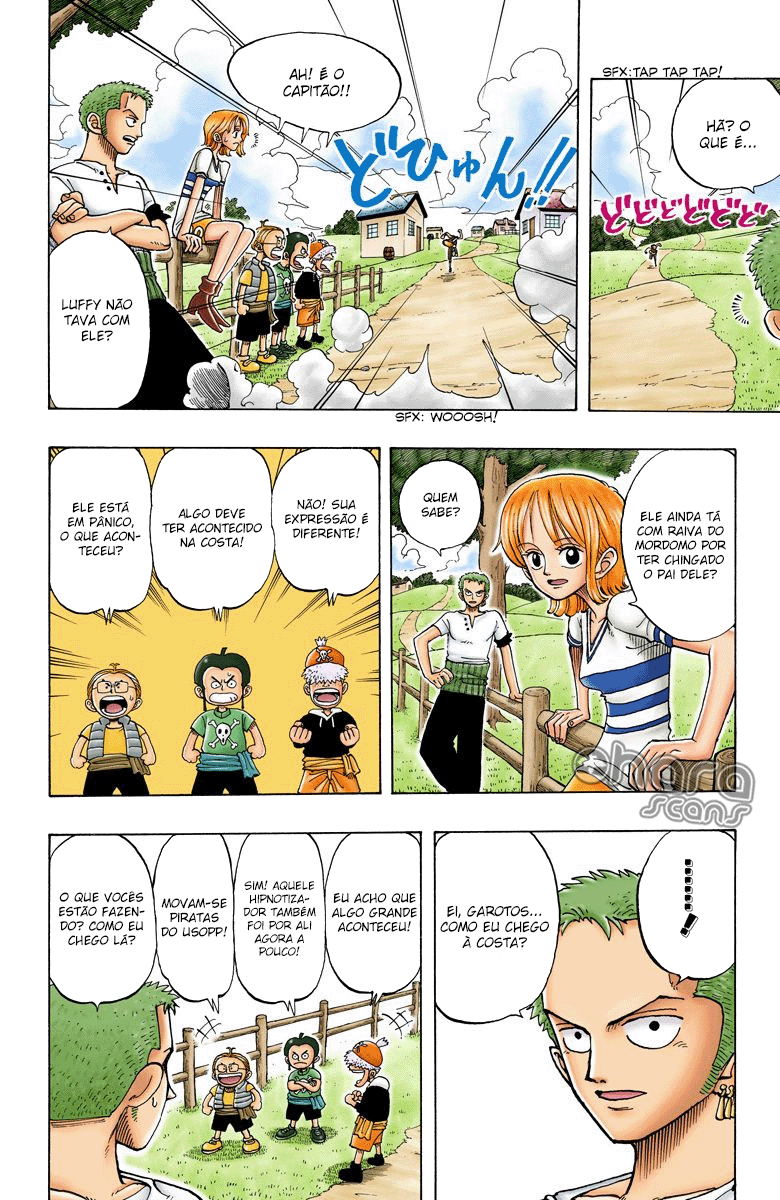 SFX:TAP TAP TAP!
HÃ? O
QUE É...
どどどどどど
AH! É O
CAPITÃO!!
どひゅん!!
LUFFY NÃO
TAVA COM
ELE?
SFX: WOOOSH!
ELE AINDA TÁ
COM RAIVA DO
MORDOMO POR
TER CHINGADO
O PAI DELE?
QUEM
SABE?
NÃO! SUA
EXPRESSÃO É
DIFERENTE!
ALGO DEVE
TER ACONTECIDO
NA COSTA!
ELE ESTÁ
EM PÂNICO,
O QUE ACON-
TECEU?
ohara
scans
........!
EI, GAROTOS...
COMO EU CHEGO
À COSTA?
EU ACHO QUE
ALGO GRANDE
ACONTECEU!
SIM! AQUELE
HIPNOTIZA-
DOR TAMBÉM
FOI POR ALI
AGORA A
POUCO!
MOVAM-SE
PIRATAS
DO USOPP!
O QUE VOCÊS
ESTÃO FAZEN-
DO? COMO EU
CHEGO LÁ?